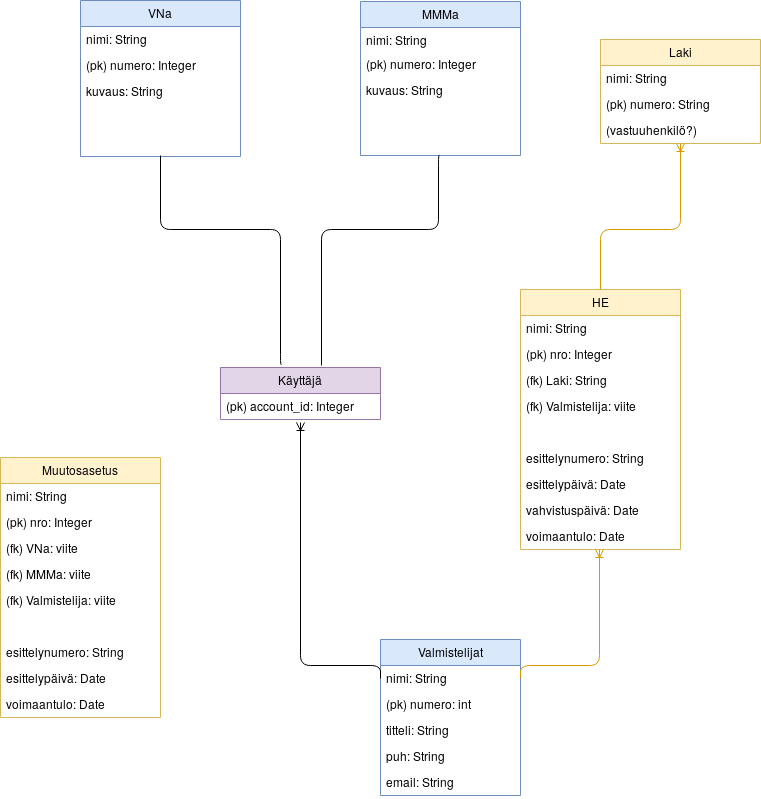 VNa
nimi: String
(pk) numero: Integer
kuvaus: String
MMMa
nimi: String
(pk) numero: Integer
kuvaus: String
Laki
nimi: String
(pk) numero: String
(vastuuhenkilö?)
HE
nimi: String
(pk) nro: Integer
(fk) Laki: String
(fk) Valmistelija: viite
esittelynumero: String
esittelypäivä: Date
vahvistuspäivä: Date
voimaantulo: Date
Käyttäjä
(pk) account_id: Integer
Muutosasetus
nimi: String
(pk) nro: Integer
(fk) VNa: viite
(fk) MMMa: viite
(fk) Valmistelija: viite
esittelynumero: String
esittelypäivä: Date
voimaantulo: Date
Valmistelijat
nimi: String
(pk) numero: int
titteli: String
puh: String
email: String